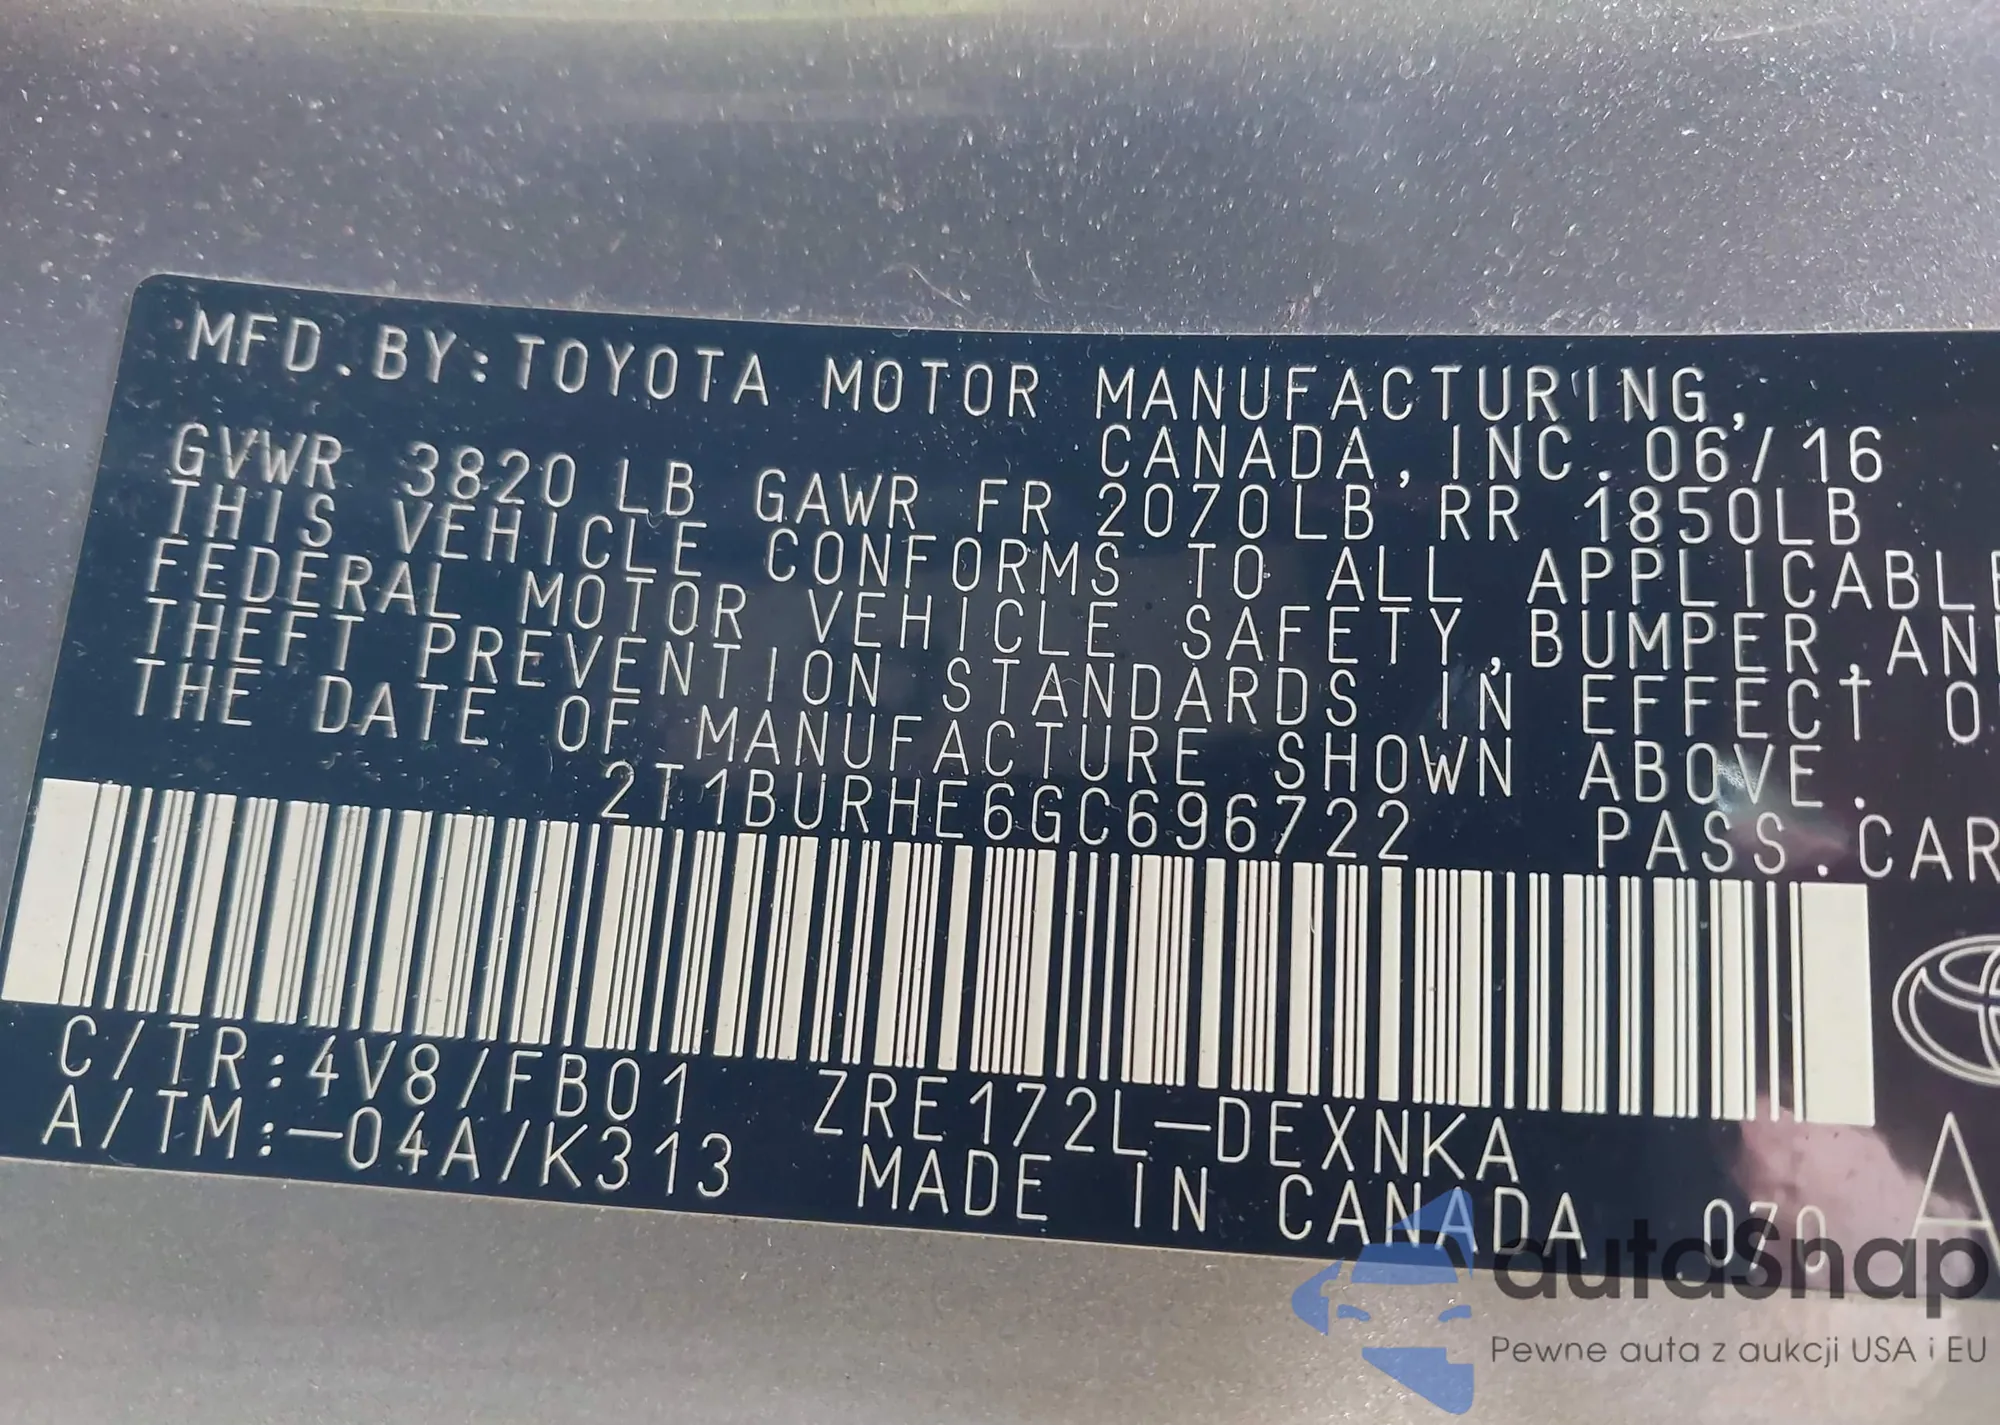 MFD.BY:TOYOTA MOTOR MANUFACTURING,
CANADA, INC. 06/16
GVWR 3820 LB GAWR FR 2070LB RR 1850LB
THIS VEHICLE CONFORMS TO ALL APPLICABLE
FEDERAL MOTOR VEHICLE SAFETY, BUMPER, AN
THEFT PREVENTION STANDARDS IN EFFECT O
THE DATE OF MANUFACTURE SHOWN ABOVE.
2T1BURHE6GC696722 PASS.CAR
C/TR:4V8/FB01 ZRE172L-DEXNKA
A/TM:-04A/K313 MADE IN CANADA 070 A
autoSnap
Pewne auta z aukcji USA i EU